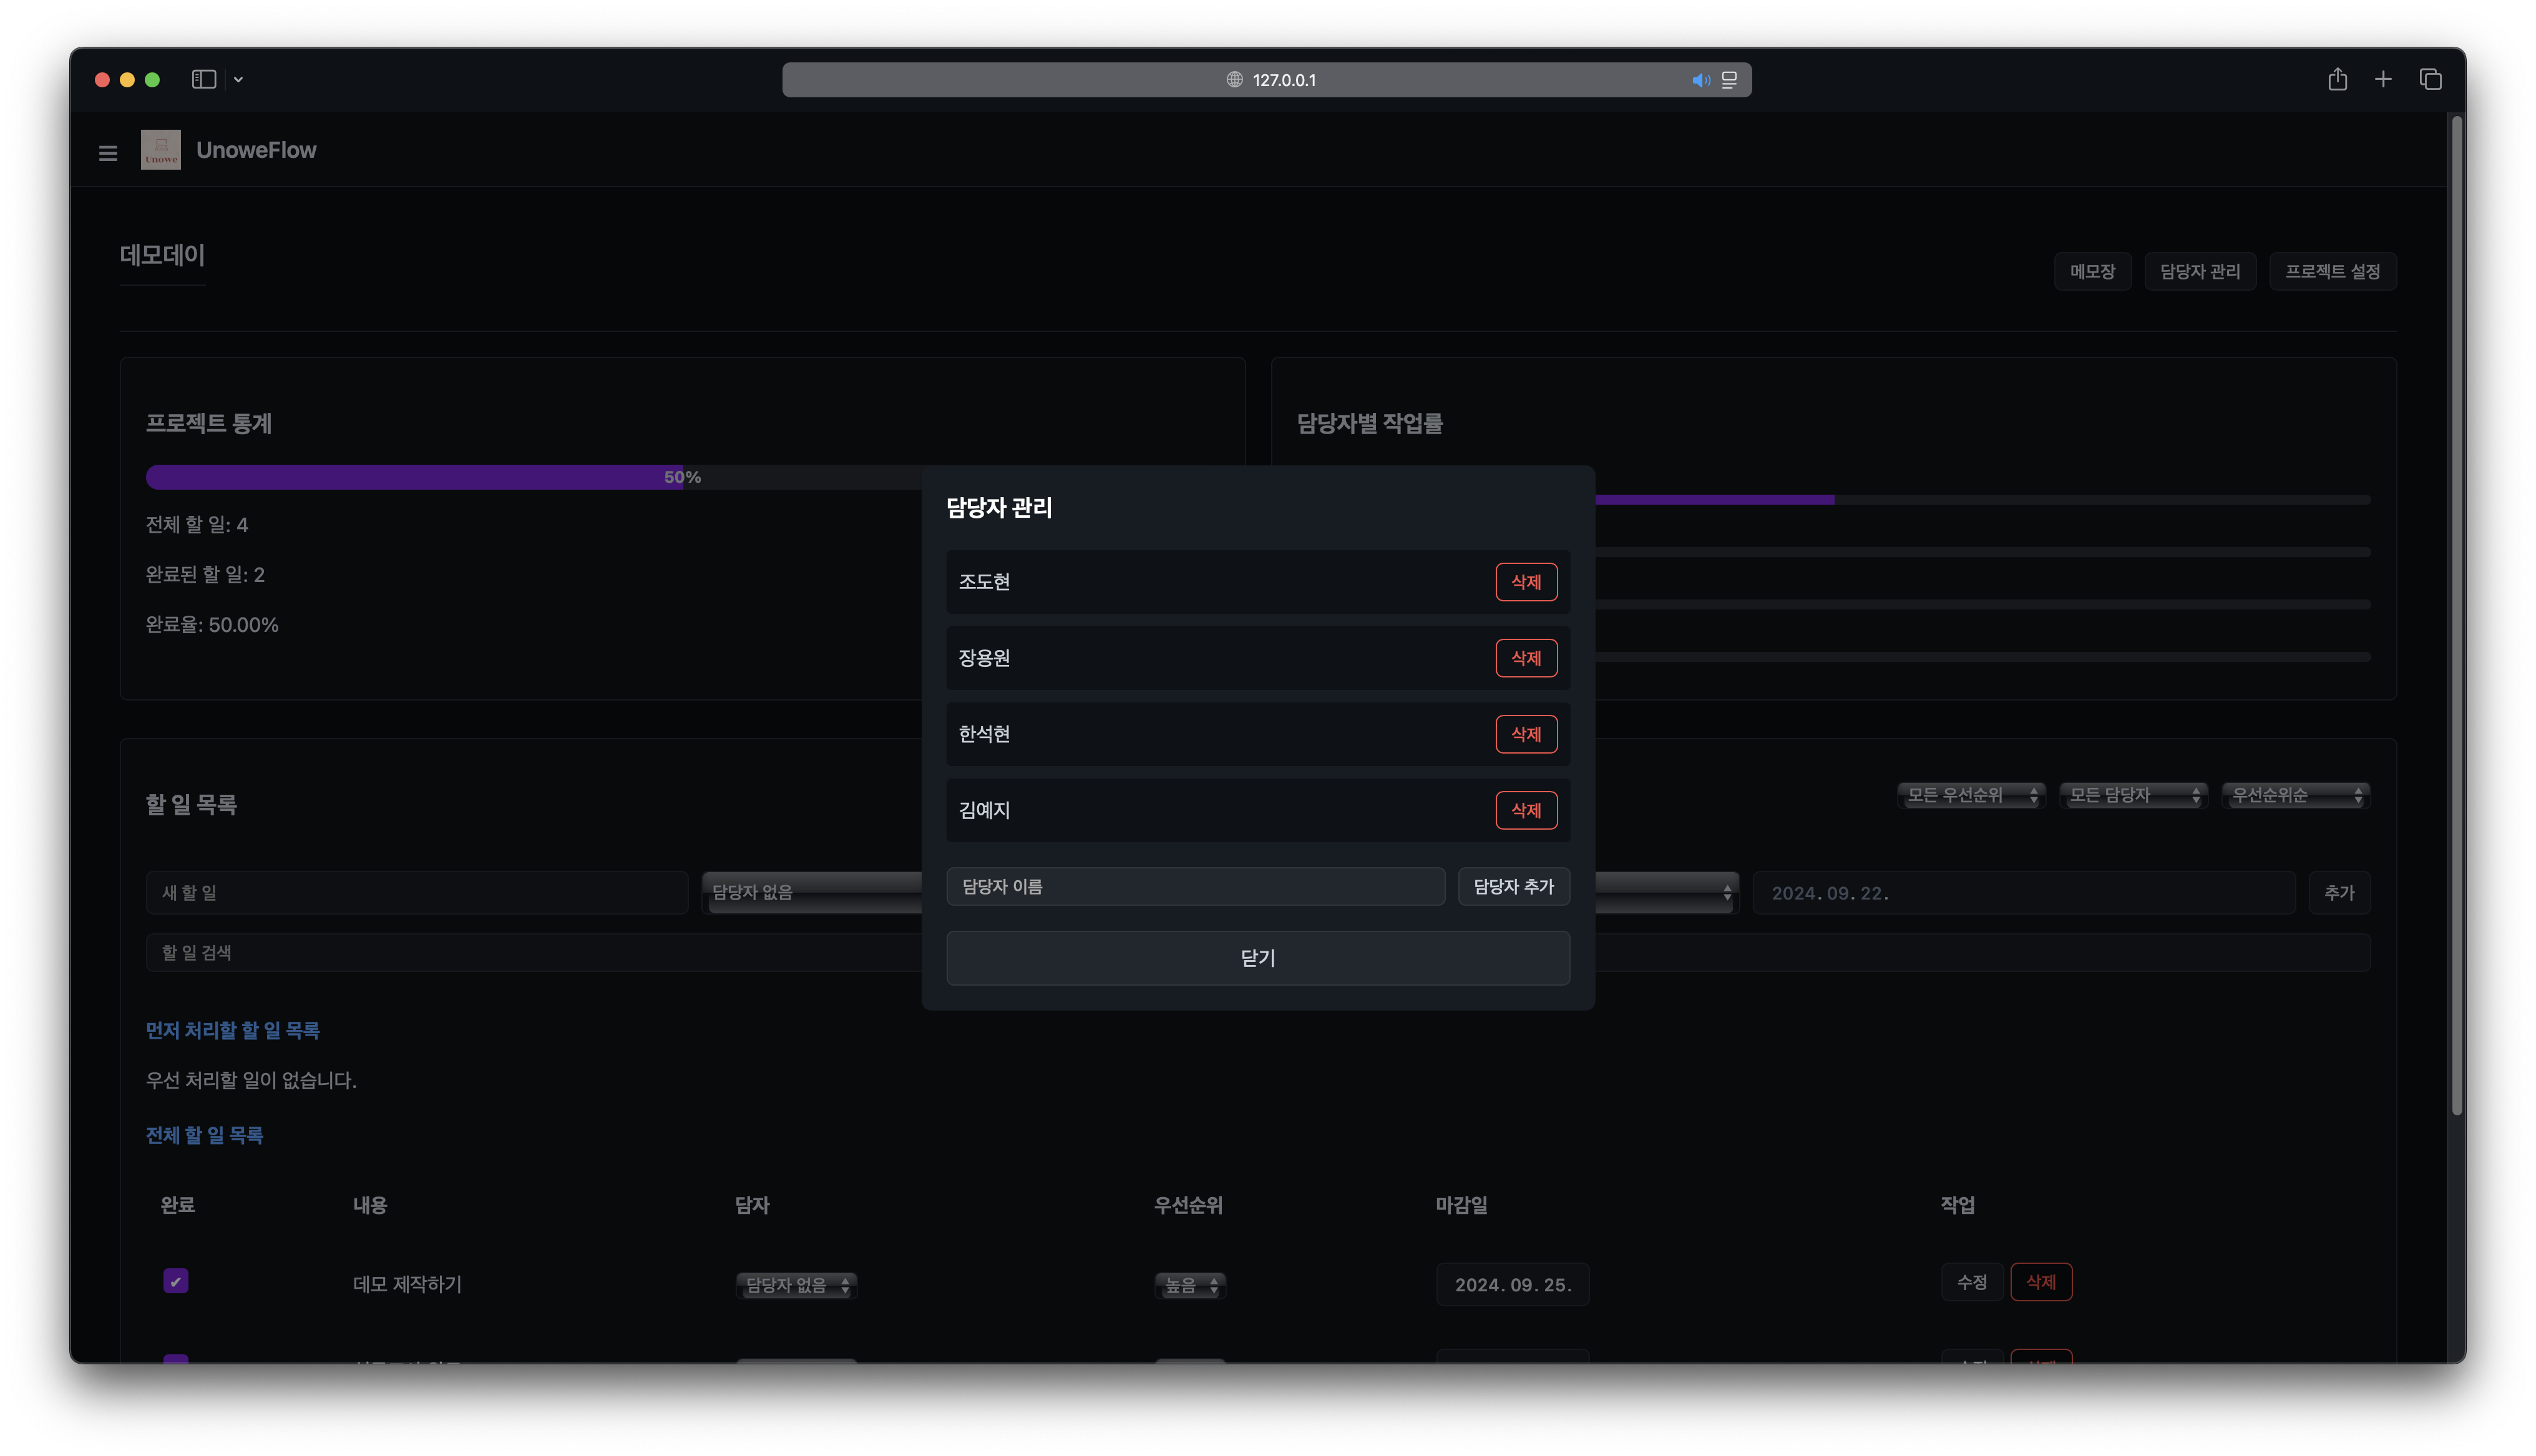 127.0.0.1
Unowe
UnoweFlow
데모데이
메모장 담당자 관리 프로젝트 설정
프로젝트 통계
50%
전체 할 일: 4
완료된 할 일: 2
완료율: 50.00%
담당자별 작업률
담당자 관리
조도현 삭제
장용원 삭제
한석현 삭제
김예지 삭제
담당자 이름 담당자 추가
닫기
할 일 목록
모든 우선순위 모든 담당자 우선순위순
새 할 일 담당자 없음 2024. 09. 22. 추가
할 일 검색
먼저 처리할 할 일 목록
우선 처리할 일이 없습니다.
전체 할 일 목록
완료 내용 담자 우선순위 마감일 작업
데모 제작하기 담당자 없음 높음 2024. 09. 25. 수정 삭제